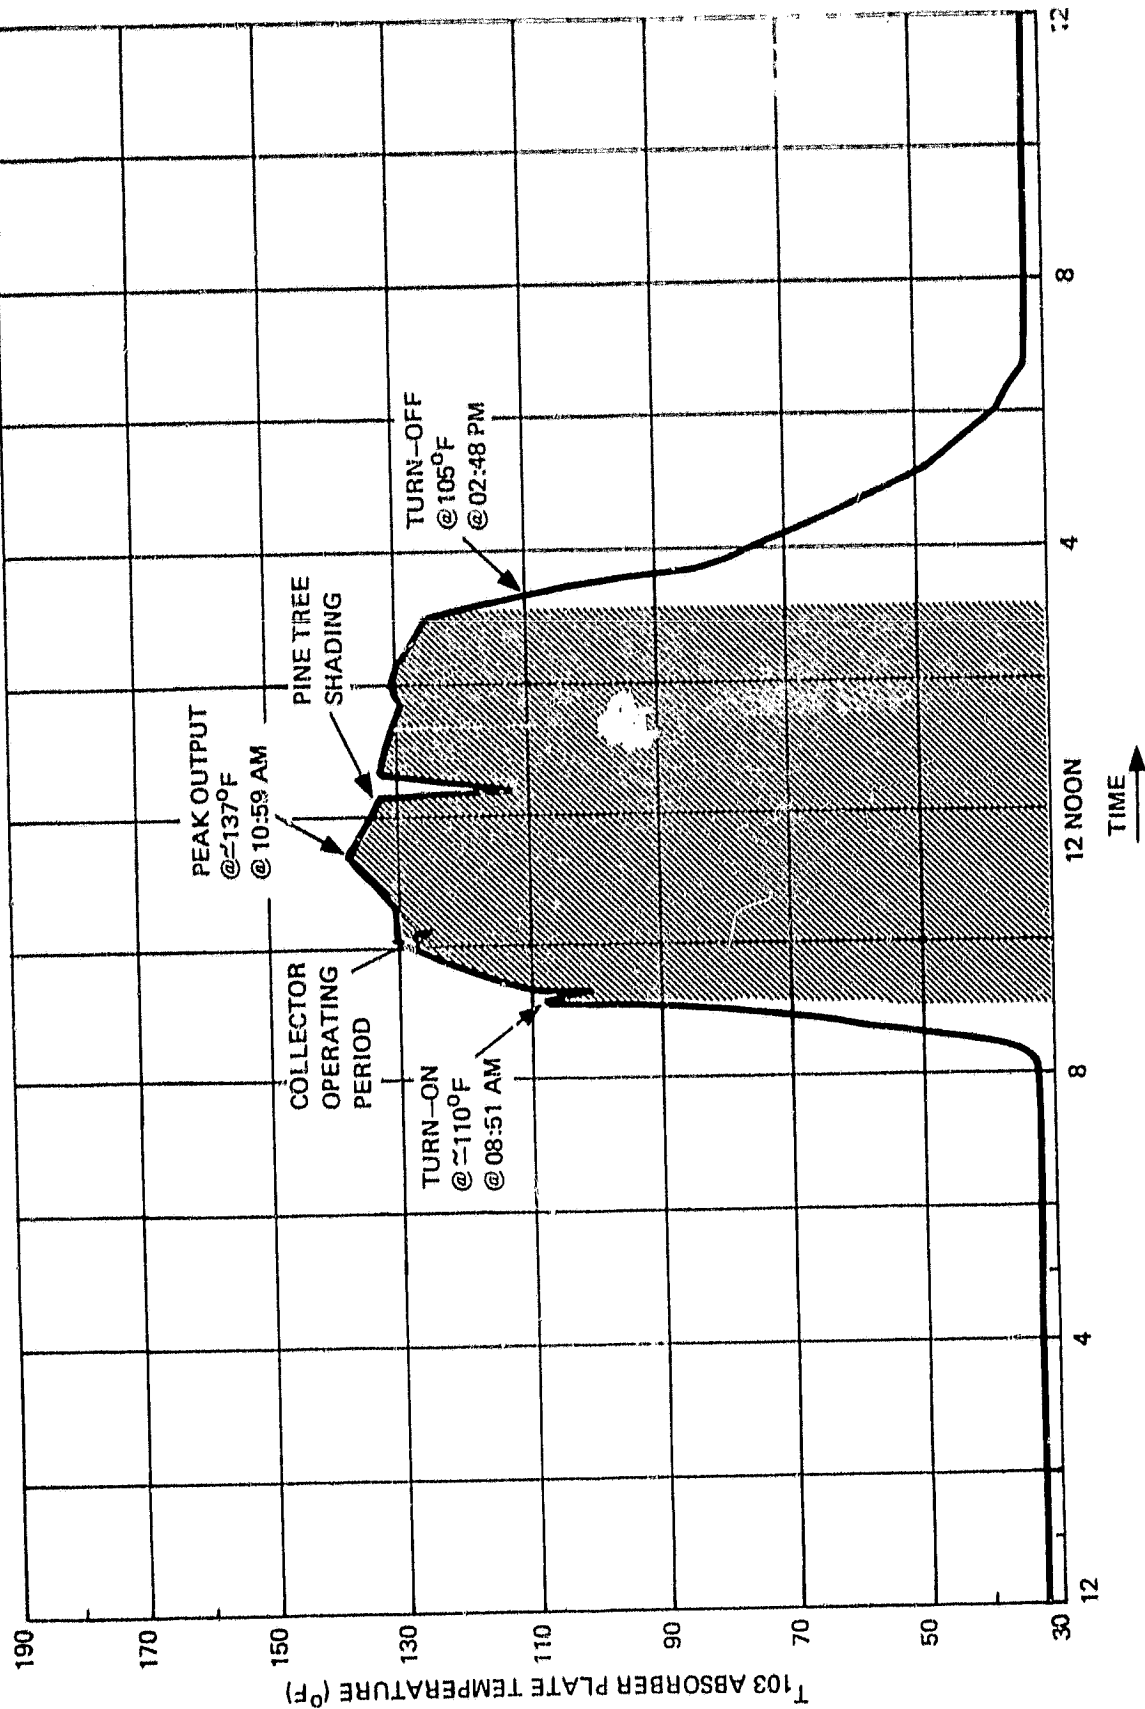 T103 ABSORBER PLATE TEMPERATURE (°F)
190
170
150
130
110
90
70
50
30
PEAK OUTPUT
@≃137°F
@ 10:59 AM
PINE TREE
SHADING
TURN–OFF
@ 105°F
@ 02:48 PM
COLLECTOR
OPERATING
PERIOD
TURN–ON
@ ≃110°F
@ 08:51 AM
12
4
8
12 NOON
4
8
12
TIME